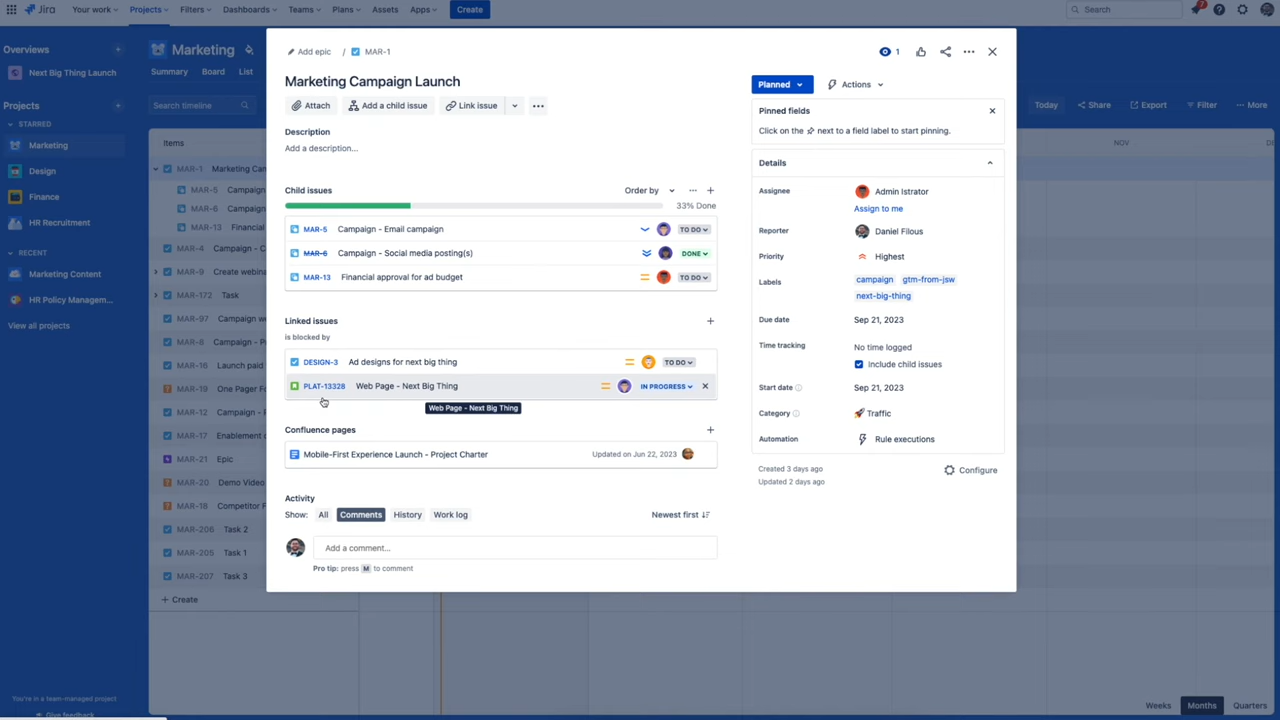 Jira Your work Projects Filters Dashboards Teams Plans Assets Apps Create Search 7
Overviews
Next Big Thing Launch
Projects
STARRED
Marketing
Design
Finance
HR Recruitment
RECENT
Marketing Content
HR Policy Managem...
View all projects
You're in a team-managed project
Give feedback
Marketing
Summary Board List
Search timeline
Today Share Export Filter More
Items
NOV
MAR-1 Marketing Can
MAR-5 Campaign
MAR-6 Campaign
MAR-13 Financial
MAR-4 Campaign - C
MAR-9 Create webina
MAR-172 Task
MAR-97 Campaign we
MAR-8 Campaign - P
MAR-16 Launch paid
MAR-19 One Pager Fo
MAR-12 Campaign - F
MAR-17 Enablement
MAR-21 Epic
MAR-20 Demo Video
MAR-18 Competitor F
MAR-206 Task 2
MAR-205 Task 1
MAR-207 Task 3
+ Create
Weeks Months Quarters
Add epic / MAR-1
1
Marketing Campaign Launch
Attach Add a child issue Link issue
Description
Add a description...
Child issues Order by
33% Done
MAR-5 Campaign - Email campaign TO DO
MAR-6 Campaign - Social media posting(s) DONE
MAR-13 Financial approval for ad budget TO DO
Linked issues
is blocked by
DESIGN-3 Ad designs for next big thing TO DO
PLAT-13328 Web Page - Next Big Thing IN PROGRESS
Web Page - Next Big Thing
Confluence pages
Mobile-First Experience Launch - Project Charter Updated on Jun 22, 2023
Activity
Show: All Comments History Work log Newest first
Add a comment...
Pro tip: press M to comment
Planned Actions
Pinned fields
Click on the next to a field label to start pinning.
Details
Assignee Admin Istrator
Assign to me
Reporter Daniel Filous
Priority Highest
Labels campaign gtm-from-jsw
next-big-thing
Due date Sep 21, 2023
Time tracking No time logged
Include child issues
Start date Sep 21, 2023
Category 🚀 Traffic
Automation Rule executions
Created 3 days ago
Updated 2 days ago
Configure